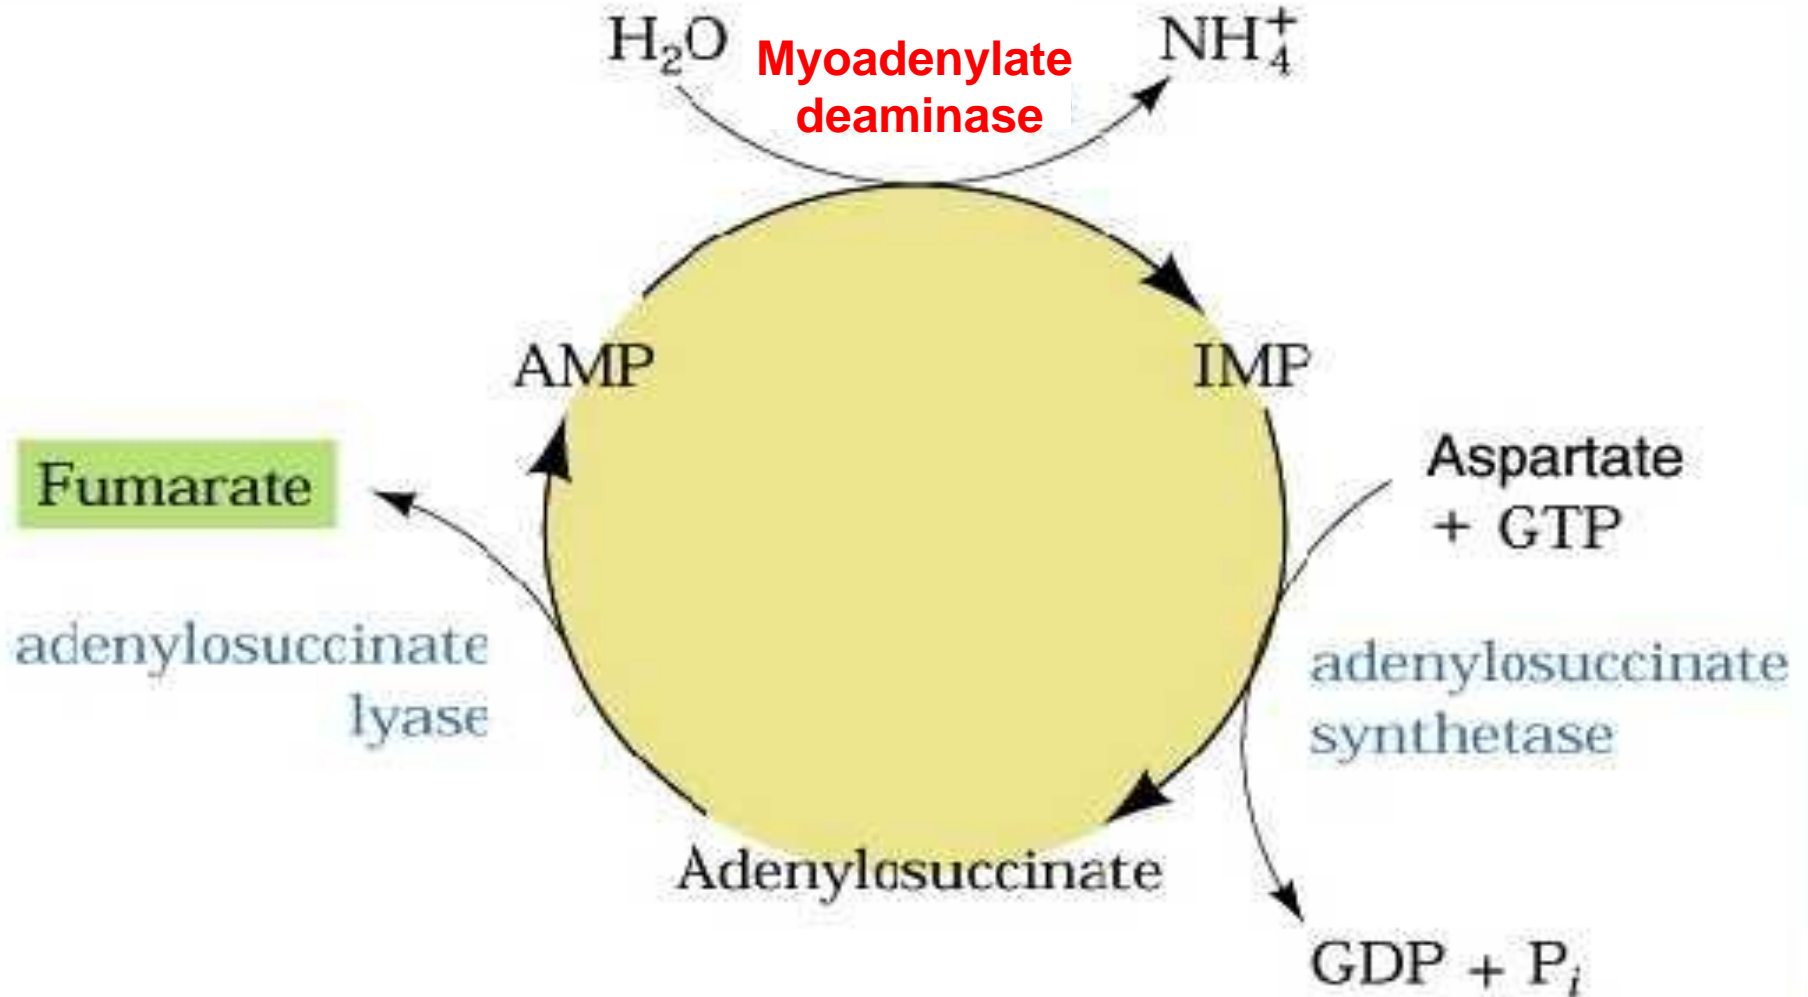 H₂O
Myoadenylate
deaminase
NH₄⁺
AMP
IMP
Fumarate
Aspartate
+ GTP
adenylosuccinate
lyase
adenylosuccinate
synthetase
Adenylosuccinate
GDP + Pᵢ